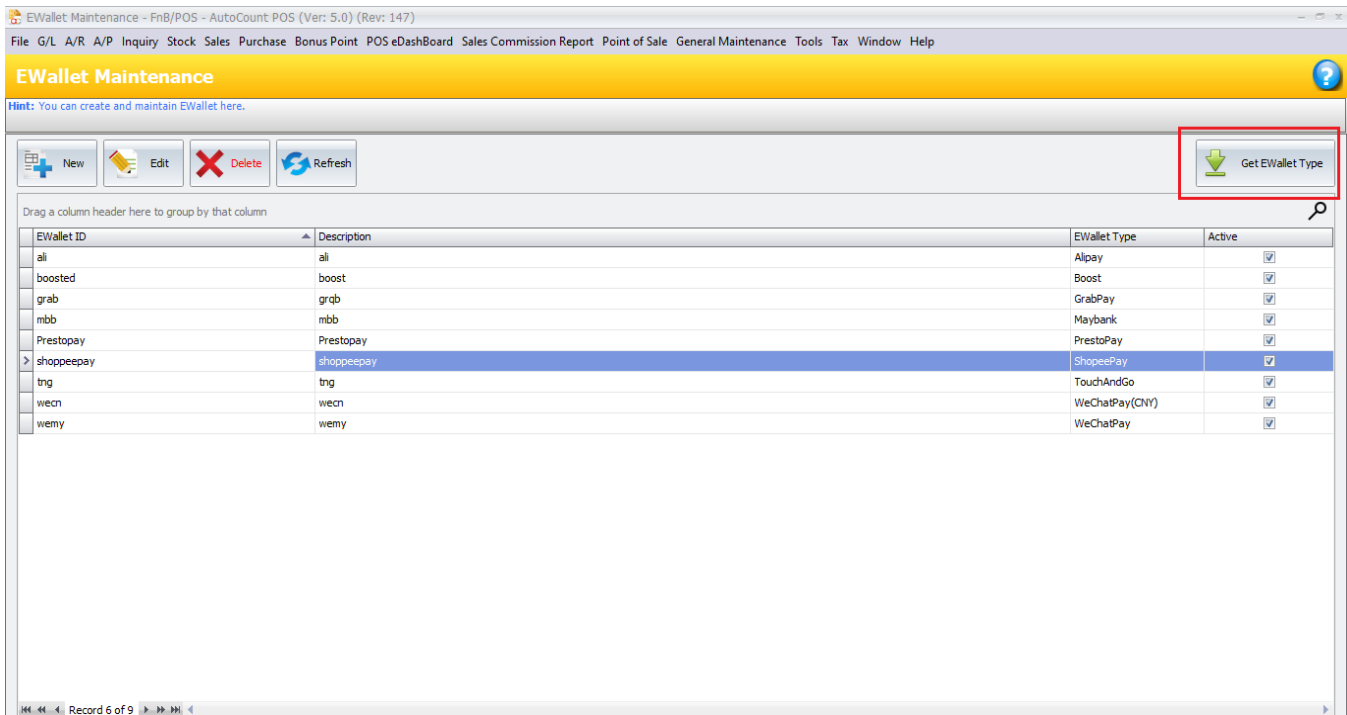 EWallet Maintenance - FnB/POS - AutoCount POS (Ver: 5.0) (Rev: 147)
File G/L A/R A/P Inquiry Stock Sales Purchase Bonus Point POS eDashBoard Sales Commission Report Point of Sale General Maintenance Tools Tax Window Help
EWallet Maintenance
Hint: You can create and maintain EWallet here.
New Edit Delete Refresh Get EWallet Type
Drag a column header here to group by that column
EWallet ID Description EWallet Type Active
ali ali Alipay
boosted boost Boost
grab grqb GrabPay
mbb mbb Maybank
Prestopay Prestopay PrestoPay
shoppeepay shoppeepay ShopeePay
tng tng TouchAndGo
wecn wecn WeChatPay(CNY)
wemy wemy WeChatPay
Record 6 of 9